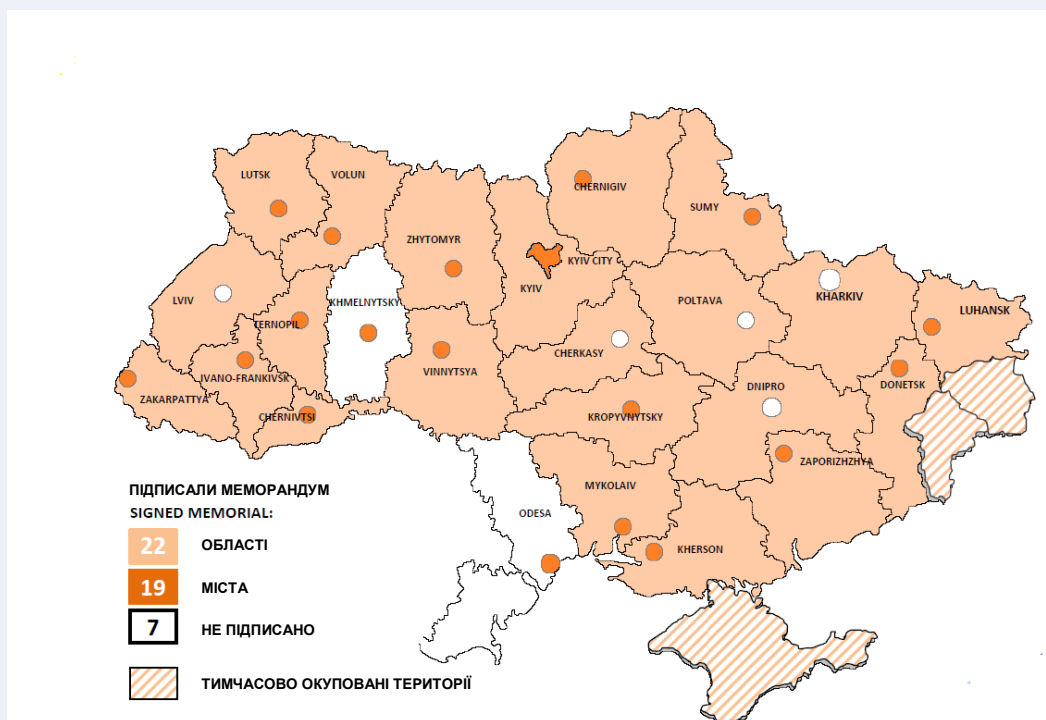 LUTSK
VOLUN
CHERNIGIV
SUMY
ZHYTOMYR
KYIV CITY
KYIV
LVIV
KHMELNYTSKY
POLTAVA
KHARKIV
LUHANSK
TERNOPIL
CHERKASY
VINNYTSYA
IVANO-FRANKIVSK
DNIPRO
DONETSK
ZAKARPATTYA
CHERNIVTSI
KROPYVNYTSKY
ZAPORIZHZHYA
MYKOLAIV
ODESA
KHERSON
ПІДПИСАЛИ МЕМОРАНДУМ
SIGNED MEMORIAL:
22 ОБЛАСТІ
19 МІСТА
7 НЕ ПІДПИСАНО
ТИМЧАСОВО ОКУПОВАНІ ТЕРИТОРІЇ